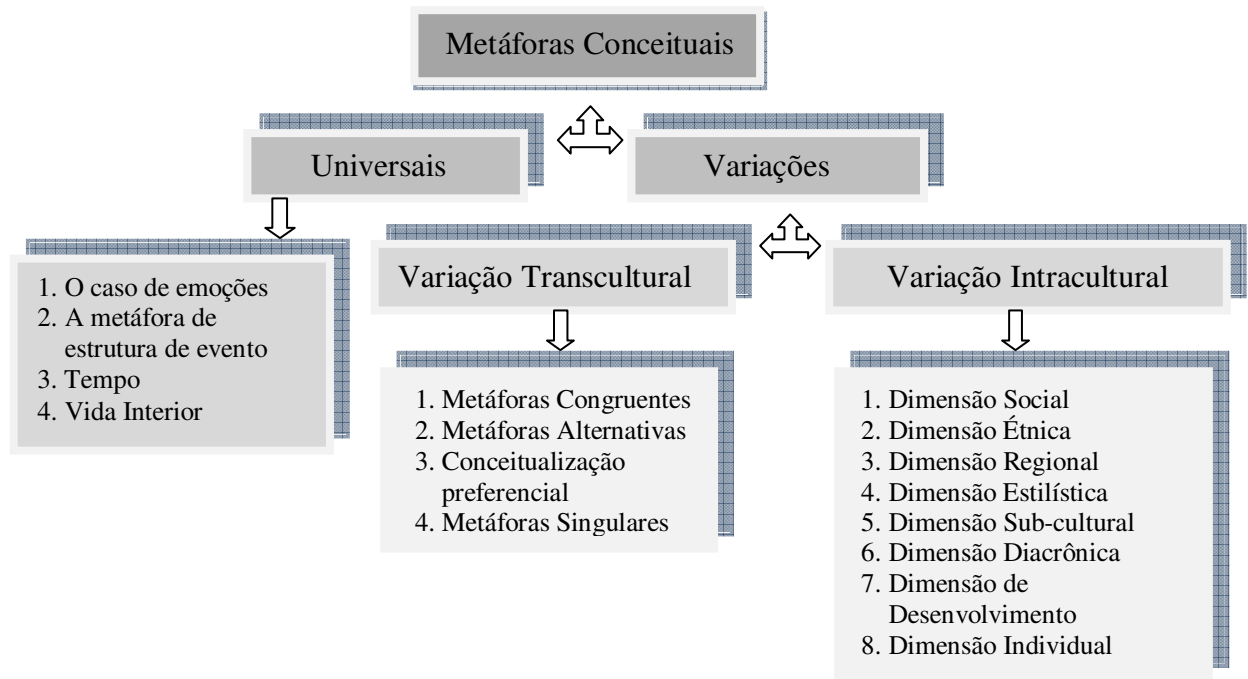 Metáforas Conceituais
Universais
Variações
1. O caso de emoções
2. A metáfora de
estrutura de evento
3. Tempo
4. Vida Interior
Variação Transcultural
1. Metáforas Congruentes
2. Metáforas Alternativas
3. Conceitualização
preferencial
4. Metáforas Singulares
Variação Intracultural
1. Dimensão Social
2. Dimensão Étnica
3. Dimensão Regional
4. Dimensão Estilística
5. Dimensão Sub-cultural
6. Dimensão Diacrônica
7. Dimensão de
Desenvolvimento
8. Dimensão Individual